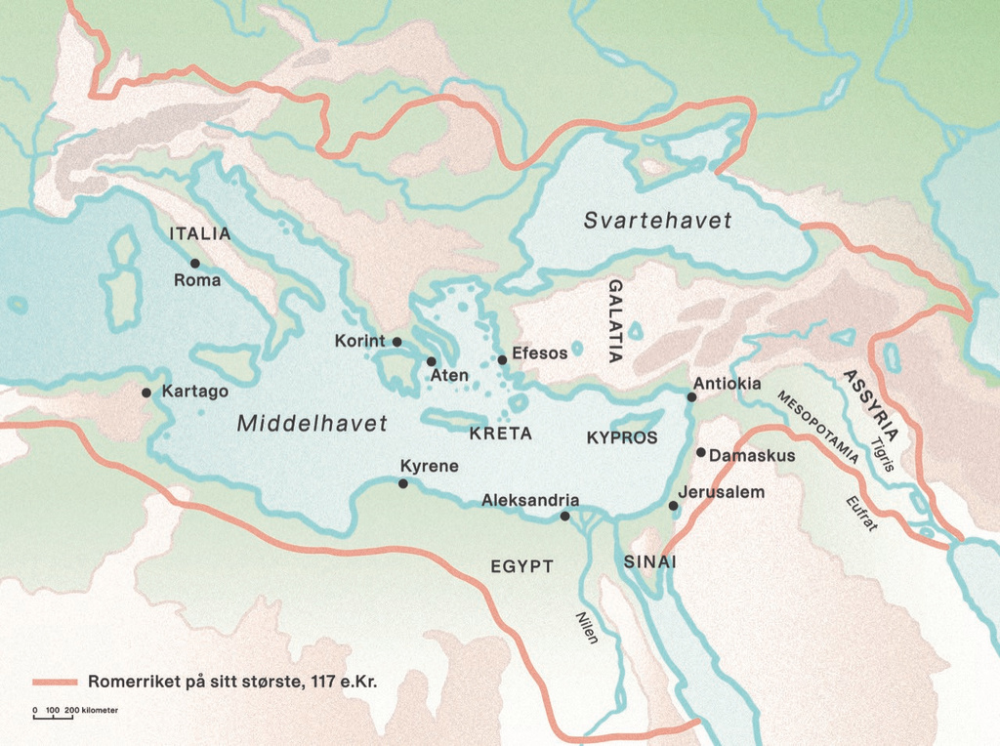 Svartehavet
ITALIA
Roma
GALATIA
Korint
Efesos
Aten
Antiokia
Kartago
ASSYRIA
MESOPOTAMIA
Middelhavet
KRETA
KYPROS
Tigris
Damaskus
Kyrene
Jerusalem
Aleksandria
Eufrat
EGYPT
SINAI
Nilen
Romerriket på sitt største, 117 e.Kr.
0 100 200 kilometer